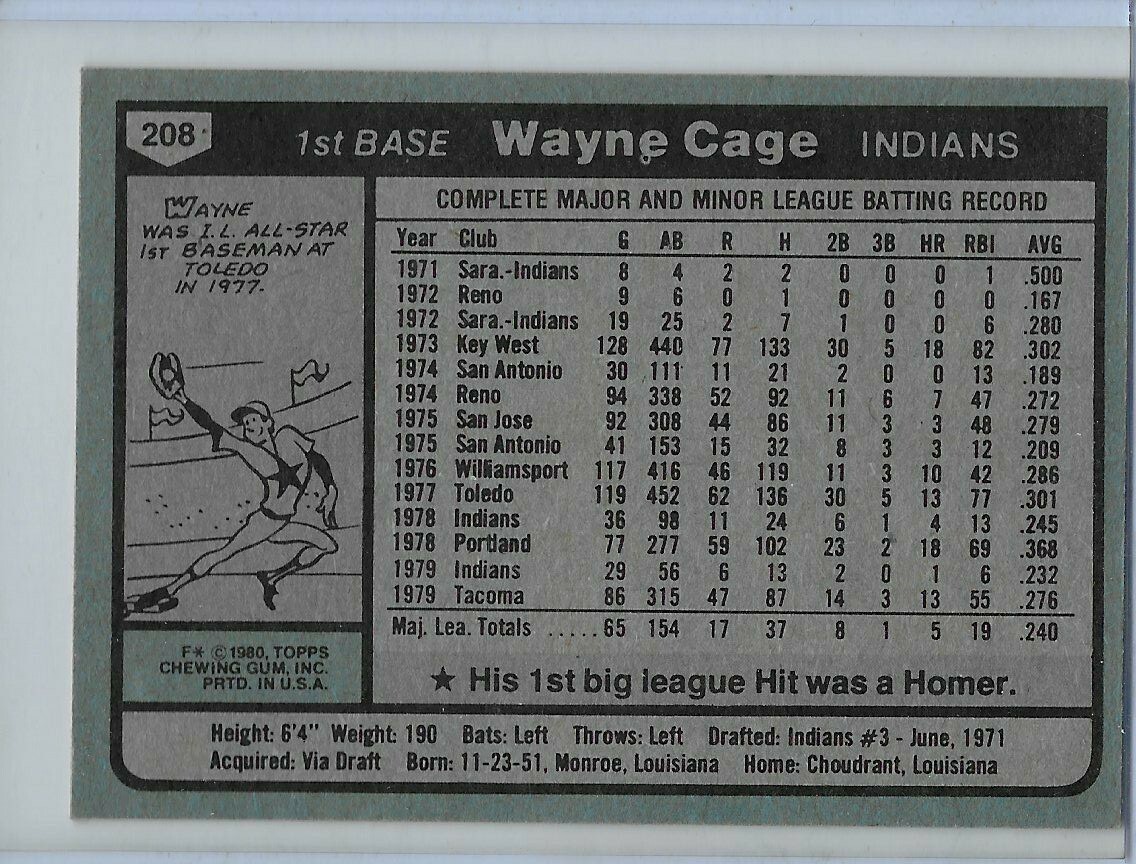 208 1st BASE Wayne Cage INDIANS
WAYNE
WAS I.L. ALL-STAR
1ST BASEMAN AT
TOLEDO
IN 1977.
COMPLETE MAJOR AND MINOR LEAGUE BATTING RECORD
Year Club G AB R H 2B 3B HR RBI AVG
1971 Sara.-Indians 8 4 2 2 0 0 0 1 .500
1972 Reno 9 6 0 1 0 0 0 0 .167
1972 Sara.-Indians 19 25 2 7 1 0 0 6 .280
1973 Key West 128 440 77 133 30 5 18 82 .302
1974 San Antonio 30 111 11 21 2 0 0 13 .189
1974 Reno 94 338 52 92 11 6 7 47 .272
1975 San Jose 92 308 44 86 11 3 3 48 .279
1975 San Antonio 41 153 15 32 8 3 3 12 .209
1976 Williamsport 117 416 46 119 11 3 10 42 .286
1977 Toledo 119 452 62 136 30 5 13 77 .301
1978 Indians 36 98 11 24 6 1 4 13 .245
1978 Portland 77 277 59 102 23 2 18 69 .368
1979 Indians 29 56 6 13 2 0 1 6 .232
1979 Tacoma 86 315 47 87 14 3 13 55 .276
Maj. Lea. Totals .....65 154 17 37 8 1 5 19 .240
★ His 1st big league Hit was a Homer.
F* © 1980, TOPPS
CHEWING GUM, INC.
PRTD. IN U.S.A.
Height: 6'4" Weight: 190 Bats: Left Throws: Left Drafted: Indians #3 - June, 1971
Acquired: Via Draft Born: 11-23-51, Monroe, Louisiana Home: Choudrant, Louisiana